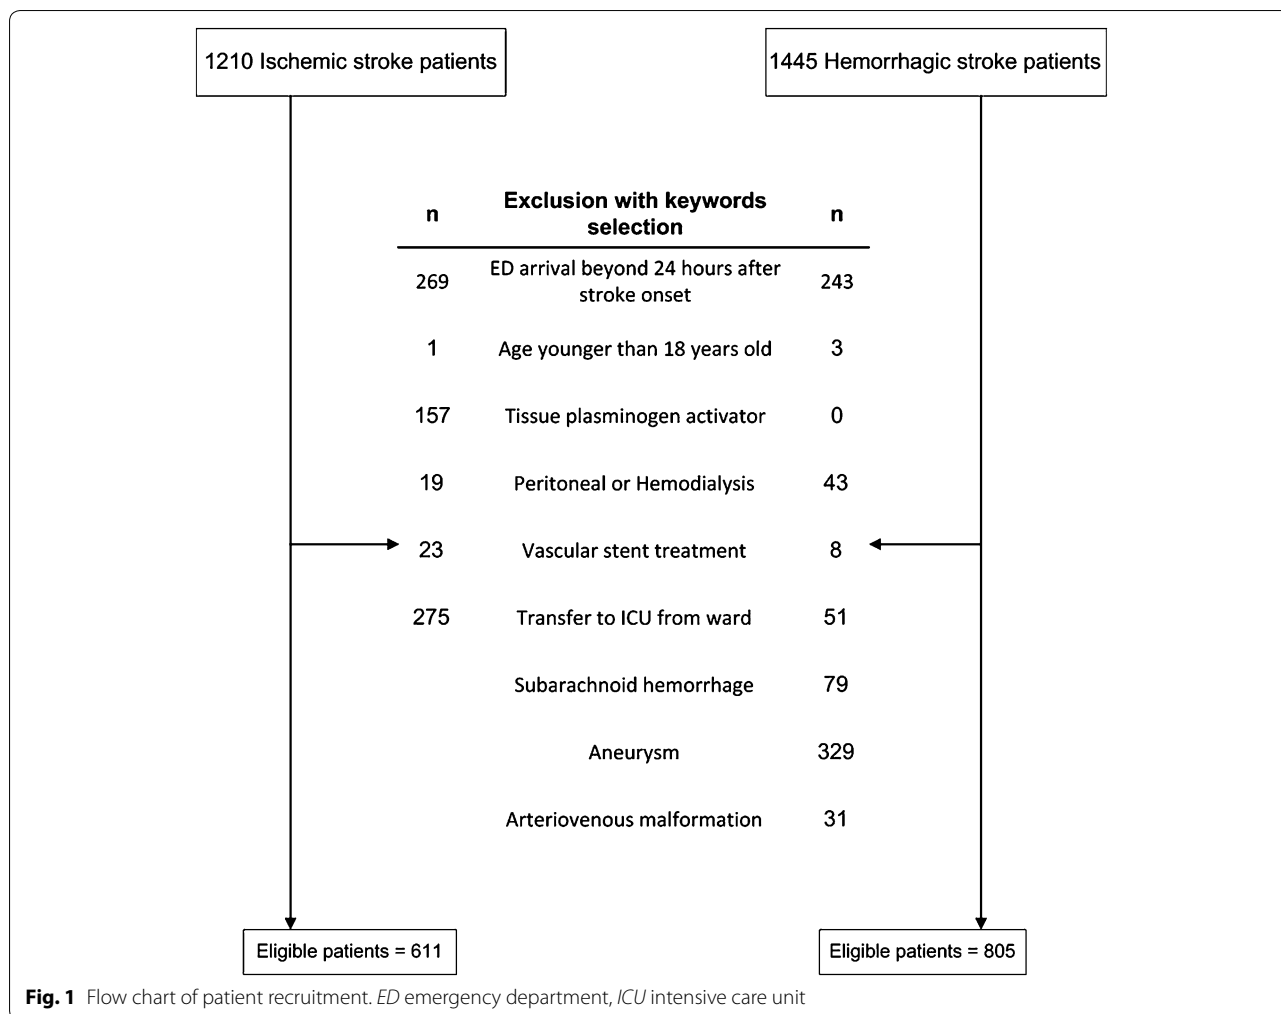 1210 Ischemic stroke patients
1445 Hemorrhagic stroke patients
n
Exclusion with keywords
selection
n
269
ED arrival beyond 24 hours after
stroke onset
243
1
Age younger than 18 years old
3
157
Tissue plasminogen activator
0
19
Peritoneal or Hemodialysis
43
23
Vascular stent treatment
8
275
Transfer to ICU from ward
51
Subarachnoid hemorrhage
79
Aneurysm
329
Arteriovenous malformation
31
Eligible patients = 611
Eligible patients = 805
Fig. 1 Flow chart of patient recruitment. ED emergency department, ICU intensive care unit